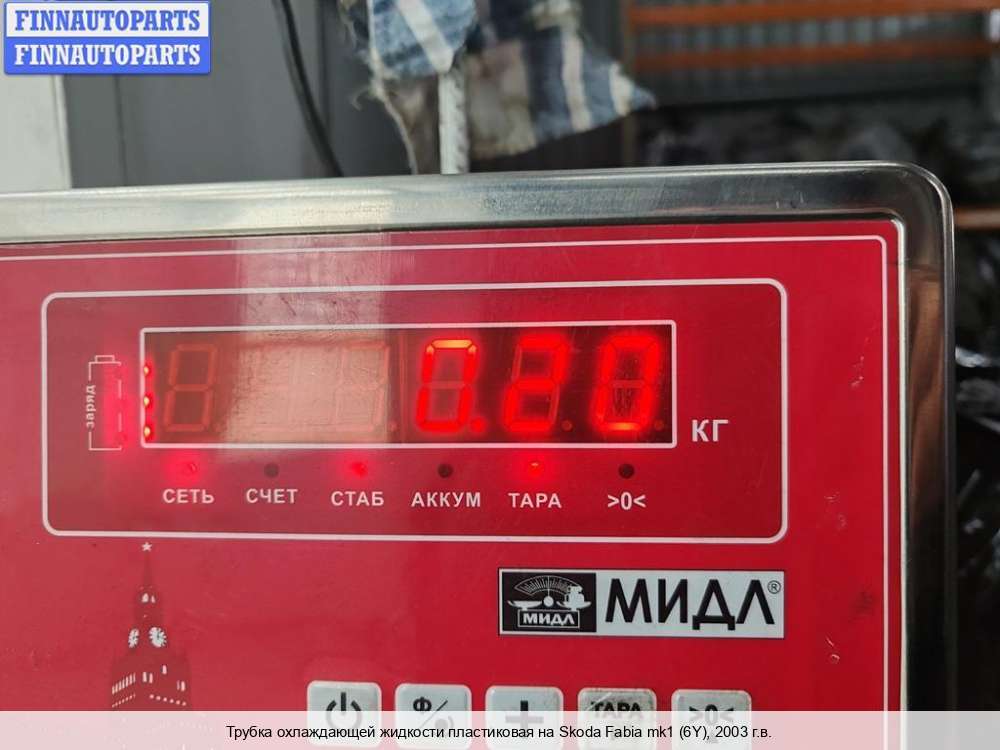 FINNAUTOPARTS
FINNAUTOPARTS
заряд
0.20
КГ
СЕТЬ СЧЕТ СТАБ АККУМ ТАРА >0<
МИДЛ МИДЛ®
Ф
ТАРА >0<
Трубка охлаждающей жидкости пластиковая на Skoda Fabia mk1 (6Y), 2003 г.в.